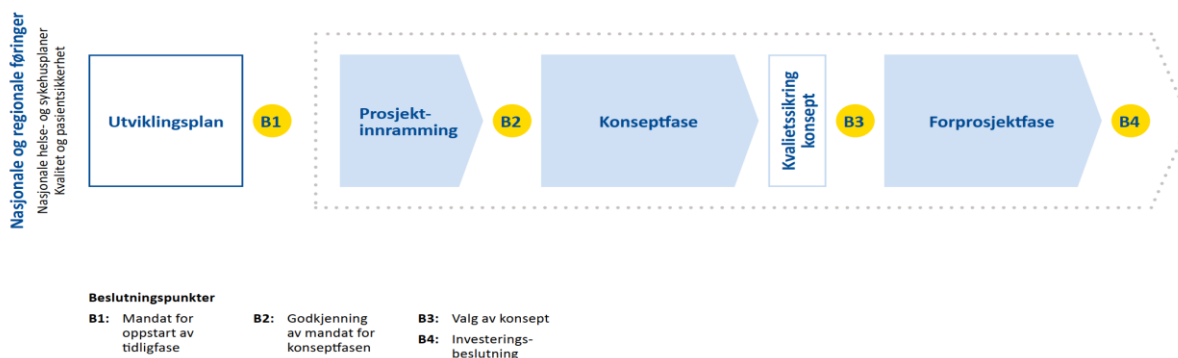 Nasjonale og regionale føringer
Nasjonale helse- og sykehusplaner
Kvalitet og pasientsikkerhet
Utviklingsplan
B1
Prosjekt-
innramming
B2
Konseptfase
Kvalietssikring
konsept
B3
Forprosjektfase
B4
Beslutningspunkter
B1: Mandat for
oppstart av
tidligfase
B2: Godkjenning
av mandat for
konseptfasen
B3: Valg av konsept
B4: Investerings-
beslutning